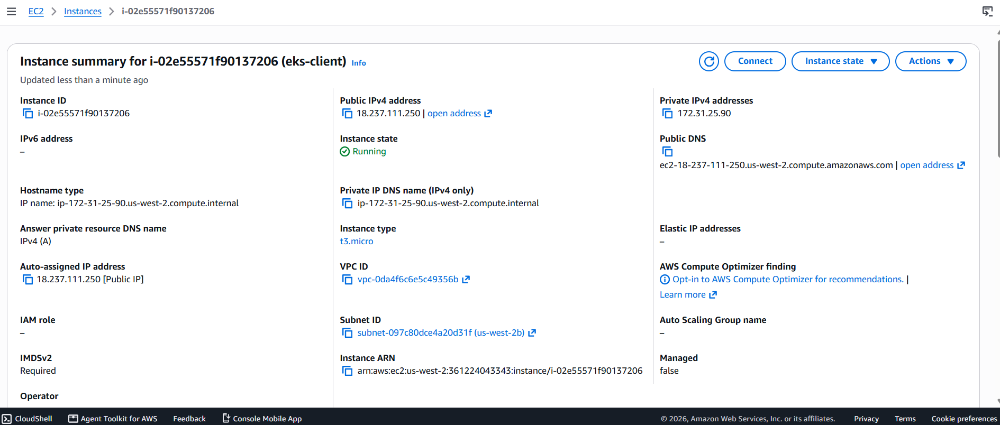 EC2 > Instances > i-02e55571f90137206
Instance summary for i-02e55571f90137206 (eks-client) Info
Connect
Instance state
Actions
Updated less than a minute ago
Instance ID
i-02e55571f90137206
Public IPv4 address
18.237.111.250 | open address
Private IPv4 addresses
172.31.25.90
IPv6 address
–
Instance state
Running
Public DNS
ec2-18-237-111-250.us-west-2.compute.amazonaws.com | open address
Hostname type
IP name: ip-172-31-25-90.us-west-2.compute.internal
Private IP DNS name (IPv4 only)
ip-172-31-25-90.us-west-2.compute.internal
Answer private resource DNS name
IPv4 (A)
Instance type
t3.micro
Elastic IP addresses
–
Auto-assigned IP address
18.237.111.250 [Public IP]
VPC ID
vpc-0da4f6c6e5c49356b
AWS Compute Optimizer finding
Opt-in to AWS Compute Optimizer for recommendations. |
Learn more
IAM role
–
Subnet ID
subnet-097c80dce4a20d31f (us-west-2b)
Auto Scaling Group name
–
IMDSv2
Required
Instance ARN
arn:aws:ec2:us-west-2:361224043343:instance/i-02e55571f90137206
Managed
false
Operator
CloudShell
Agent Toolkit for AWS
Feedback
Console Mobile App
© 2026, Amazon Web Services, Inc. or its affiliates.
Privacy
Terms
Cookie preferences